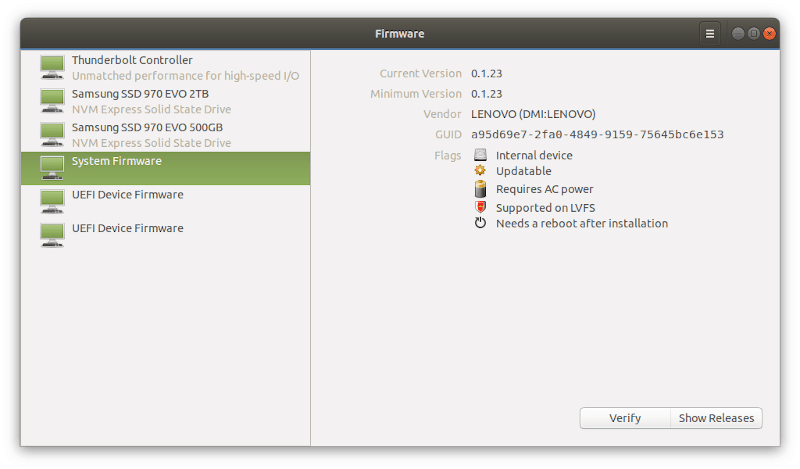 Firmware
Thunderbolt Controller
Unmatched performance for high-speed I/O
Samsung SSD 970 EVO 2TB
NVM Express Solid State Drive
Samsung SSD 970 EVO 500GB
NVM Express Solid State Drive
System Firmware
UEFI Device Firmware
UEFI Device Firmware
Current Version 0.1.23
Minimum Version 0.1.23
Vendor LENOVO (DMI:LENOVO)
GUID a95d69e7-2fa0-4849-9159-75645bc6e153
Flags Internal device
Updatable
Requires AC power
Supported on LVFS
Needs a reboot after installation
Verify Show Releases